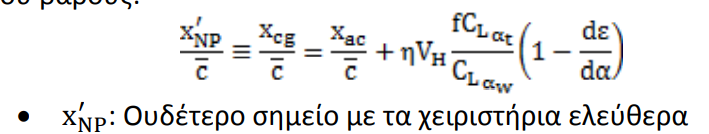 x′NP/c̄ ≡ xcg/c̄ = xac/c̄ + ηVH fCLαt/CLαw (1 − dε/dα)
• x′NP: Ουδέτερο σημείο με τα χειριστήρια ελεύθερα